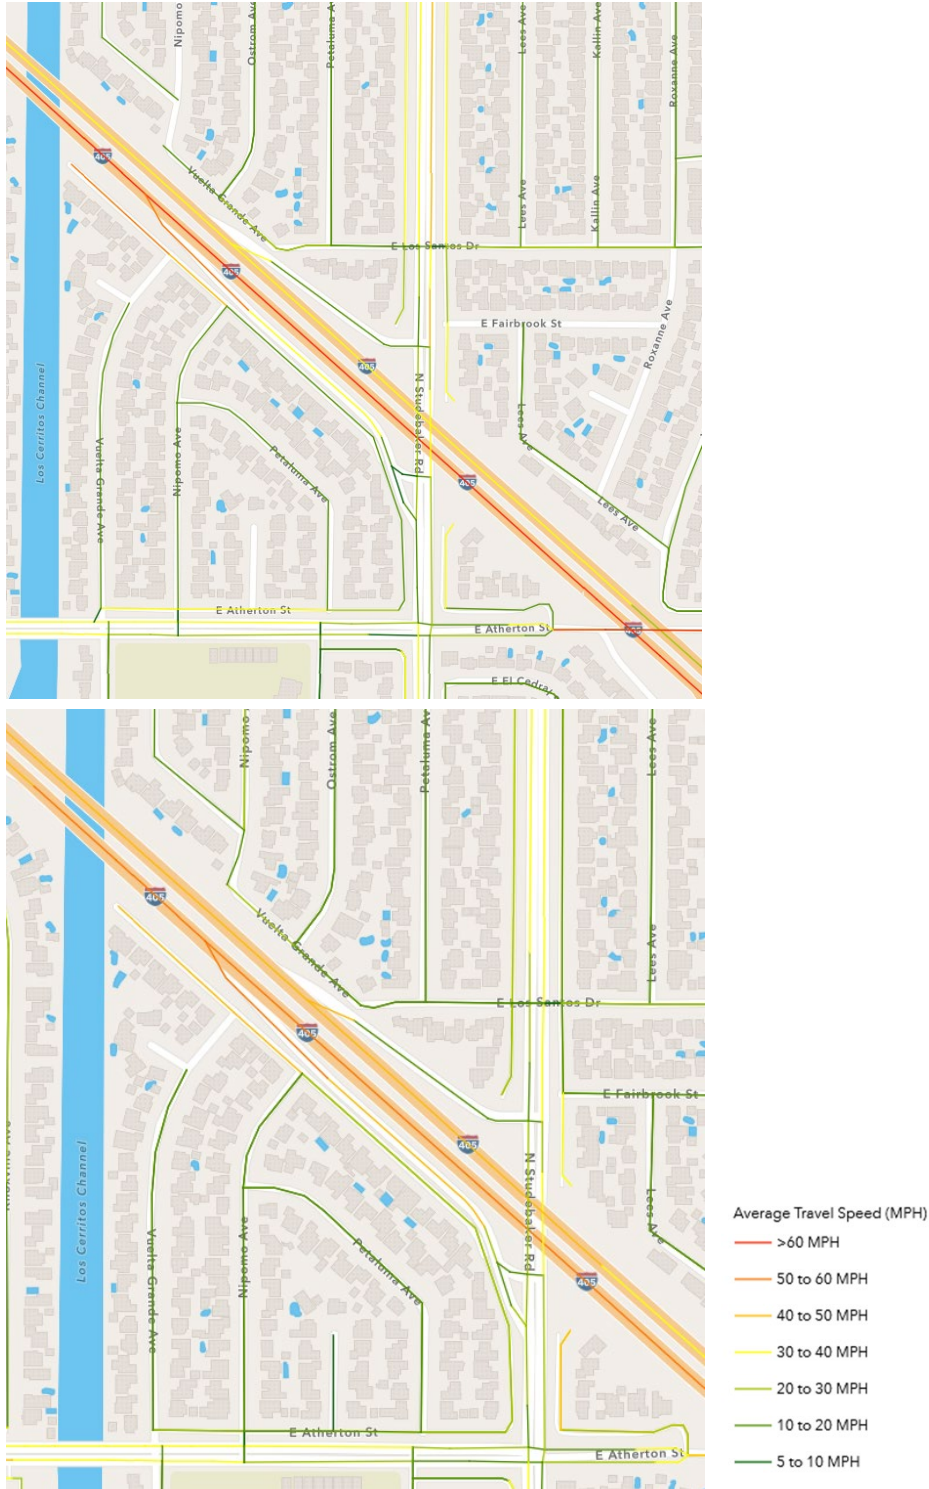 Nipomo
Ostrom Av
Petaluma Av
Lees Ave
Kallin Ave
Roxanne Ave
405
Vuelta Grande Ave
Lees Ave
Kallin Ave
E Los Santos Dr
405
E Fairbrook St
Roxanne Ave
405
Los Cerritos Channel
N Studebaker Rd
Lees Ave
Vuelta Grande Ave
Nipomo Ave
Petaluma Ave
405
Lees Ave
E Atherton St
E Atherton St
405
E El Cedral
Nipomo
Ostrom Ave
Petaluma Av
Lees Ave
405
Vuelta Grande Ave
Lees Ave
E Los Santos Dr
405
E Fairbrook St
405
Los Cerritos Channel
N Studebaker Rd
Lees Ave
Vuelta Grande Ave
Nipomo Ave
Petaluma Ave
405
E Atherton St
E Atherton St
Average Travel Speed (MPH)
>60 MPH
50 to 60 MPH
40 to 50 MPH
30 to 40 MPH
20 to 30 MPH
10 to 20 MPH
5 to 10 MPH